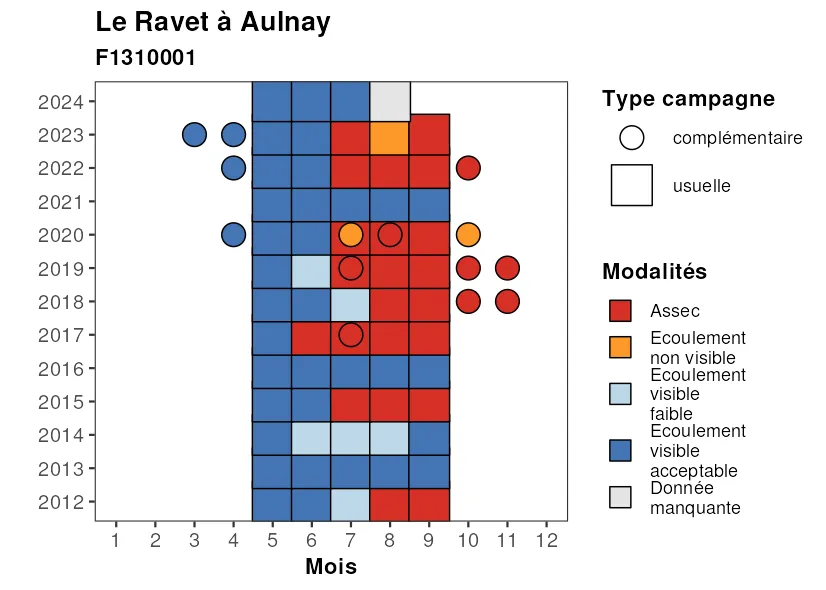 Le Ravet à Aulnay
F1310001
2024
2023
2022
2021
2020
2019
2018
2017
2016
2015
2014
2013
2012
1 2 3 4 5 6 7 8 9 10 11 12
Mois
Type campagne
complémentaire
usuelle
Modalités
Assec
Ecoulement
non visible
Ecoulement
visible
faible
Ecoulement
visible
acceptable
Donnée
manquante